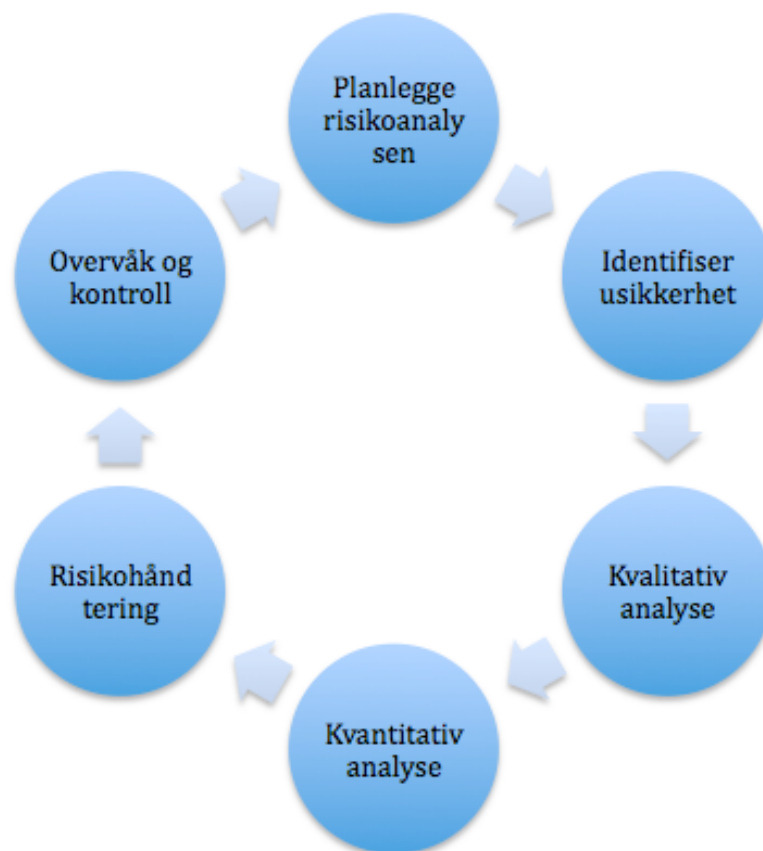 Planlegge
risikoanaly
sen
Identifiser
usikkerhet
Kvalitativ
analyse
Kvantitativ
analyse
Risikohånd
tering
Overvåk og
kontroll